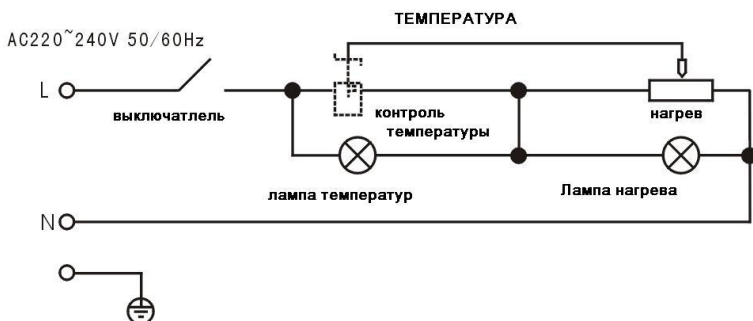 ТЕМПЕРАТУРА
AC220~240V 50/60Hz
L
выключатлель
контроль
температуры
нагрев
лампа температур
Лампа нагрева
N